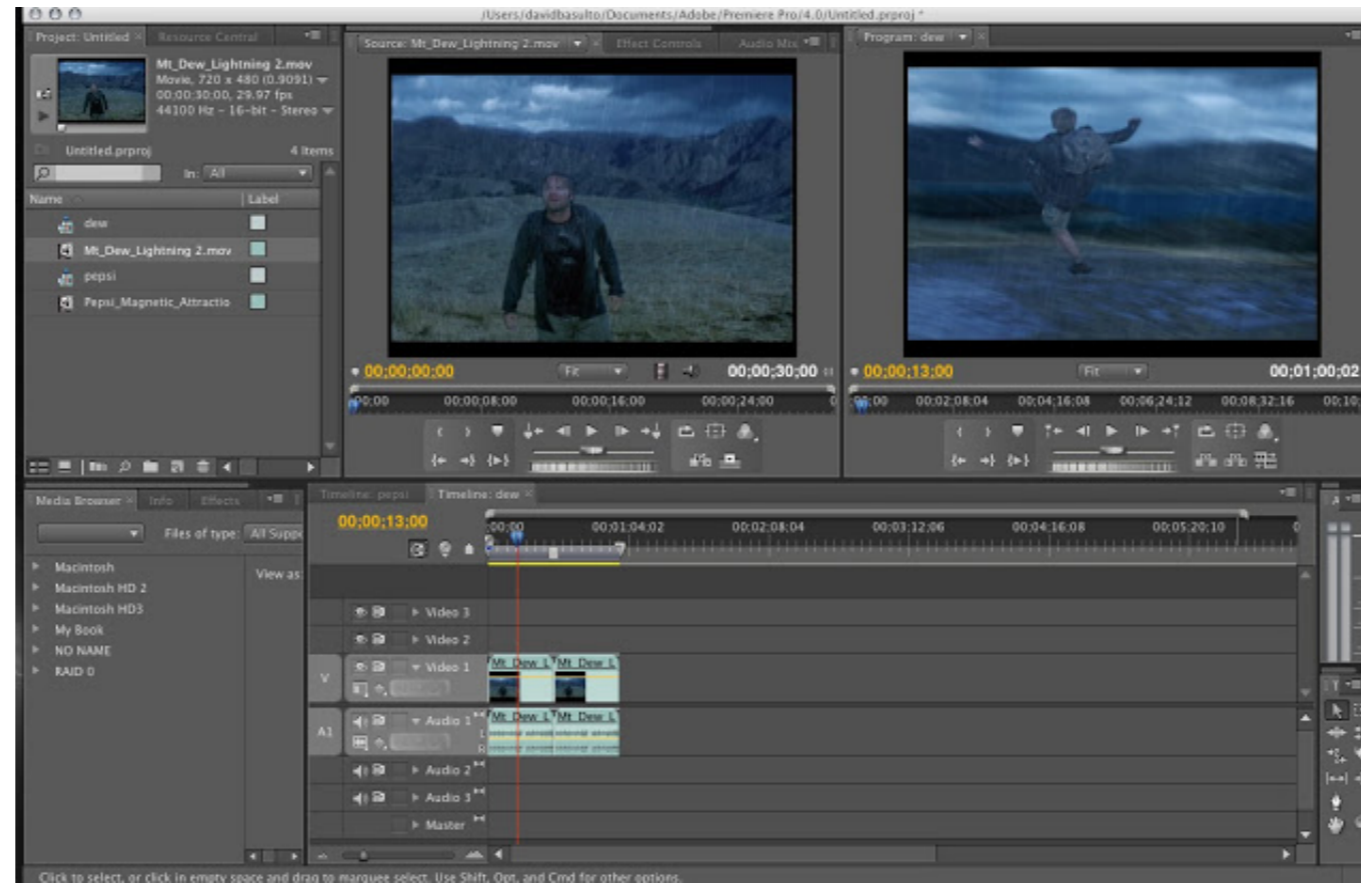 /Users/davidbasulto/Documents/Adobe/Premiere Pro/4.0/Untitled.prproj *
Project: Untitled
Resource Central
Mt_Dew_Lightning 2.mov
Movie, 720 x 480 (0.9091)
00;00;30;00, 29.97 fps
44100 Hz - 16-bit - Stereo
Untitled.prproj
4 Items
In: All
Name
Label
dew
Mt_Dew_Lightning 2.mov
pepsi
Pepsi_Magnetic_Attractio
Source: Mt_Dew_Lightning 2.mov
Effect Controls
Audio Mix
00;00;00;00
Fit
00;00;30;00
00;00
00;00;08;00
00;00;16;00
00;00;24;00
0
Program: dew
00;00;13;00
Fit
00;01;00;02
00;00
00;02;08;04
00;04;16;08
00;06;24;12
00;08;32;16
00;10;
Media Browser
Info
Effects
Files of type: All Suppo
View as:
Macintosh
Macintosh HD 2
Macintosh HD3
My Book
NO NAME
RAID 0
Timeline: pepsi
Timeline: dew
00;00;13;00
;00;00
00;01;04;02
00;02;08;04
00;03;12;06
00;04;16;08
00;05;20;10
0
Video 3
Video 2
V
Video 1
Mt_Dew_L
Mt_Dew_L
A1
Audio 1
L
R
Mt_Dew_L
Mt_Dew_L
Audio 2
Audio 3
Master
Click to select, or click in empty space and drag to marquee select. Use Shift, Opt, and Cmd for other options.